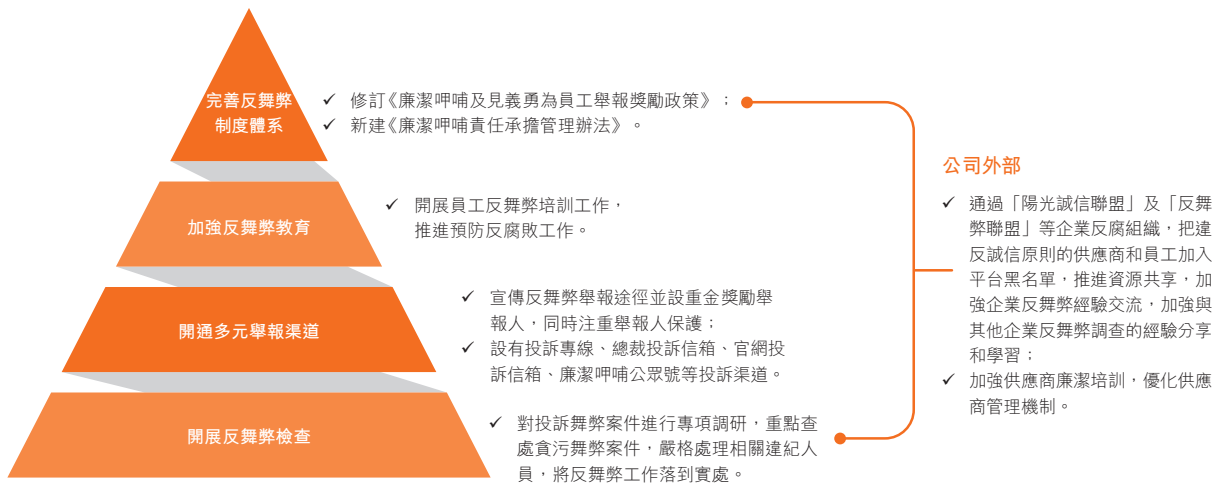 完善反舞弊
制度體系
✓ 修訂《廉潔呷哺及見義勇為員工舉報獎勵政策》；
✓ 新建《廉潔呷哺責任承擔管理辦法》。
加強反舞弊教育
✓ 開展員工反舞弊培訓工作，
推進預防反腐敗工作。
開通多元舉報渠道
✓ 宣傳反舞弊舉報途徑並設重金獎勵舉
報人，同時注重舉報人保護；
✓ 設有投訴專線、總裁投訴信箱、官網投
訴信箱、廉潔呷哺公眾號等投訴渠道。
開展反舞弊檢查
✓ 對投訴舞弊案件進行專項調研，重點查
處貪污舞弊案件，嚴格處理相關違紀人
員，將反舞弊工作落到實處。
公司外部
✓ 通過「陽光誠信聯盟」及「反舞
弊聯盟」等企業反腐組織，把違
反誠信原則的供應商和員工加入
平台黑名單，推進資源共享，加
強企業反舞弊經驗交流，加強與
其他企業反舞弊調查的經驗分享
和學習；
✓ 加強供應商廉潔培訓，優化供應
商管理機制。